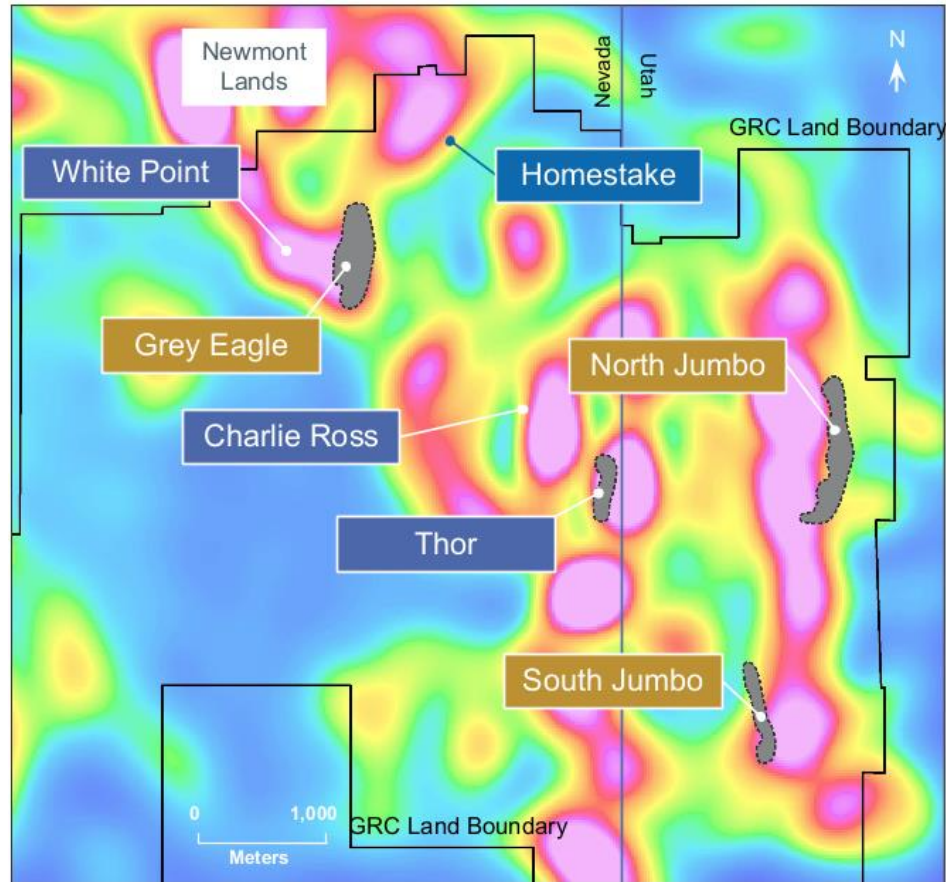 Newmont
Lands
Nevada
Utah
N
GRC Land Boundary
White Point
Homestake
Grey Eagle
North Jumbo
Charlie Ross
Thor
South Jumbo
0 1,000
Meters
GRC Land Boundary